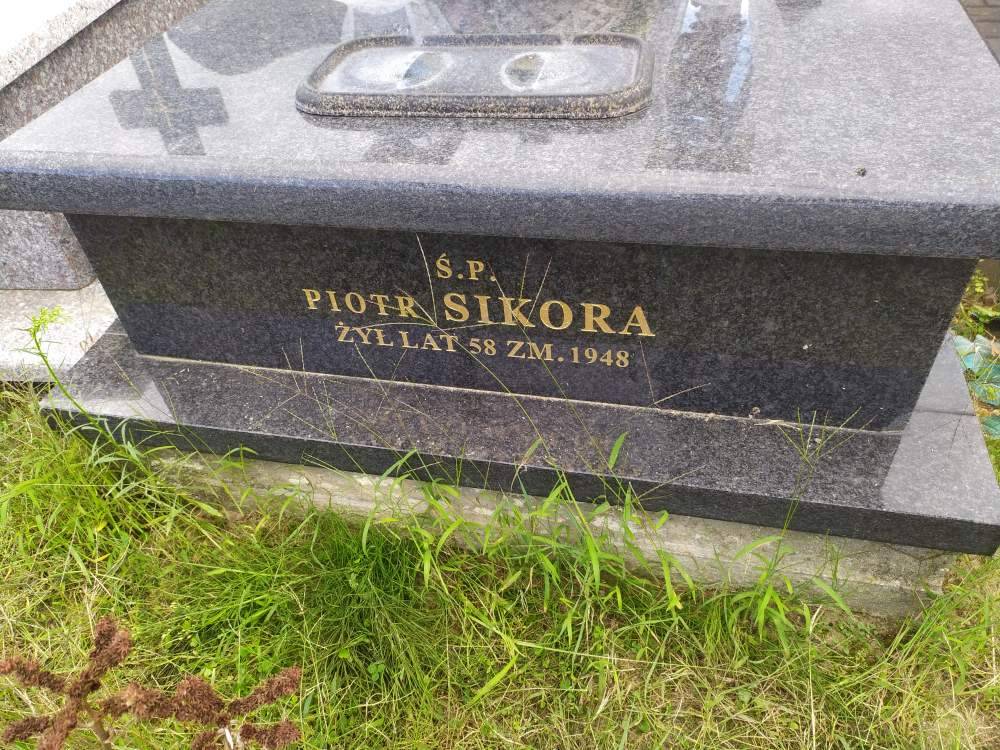 Ś.P.
PIOTR SIKORA
ŻYŁ LAT 58 ZM. 1948